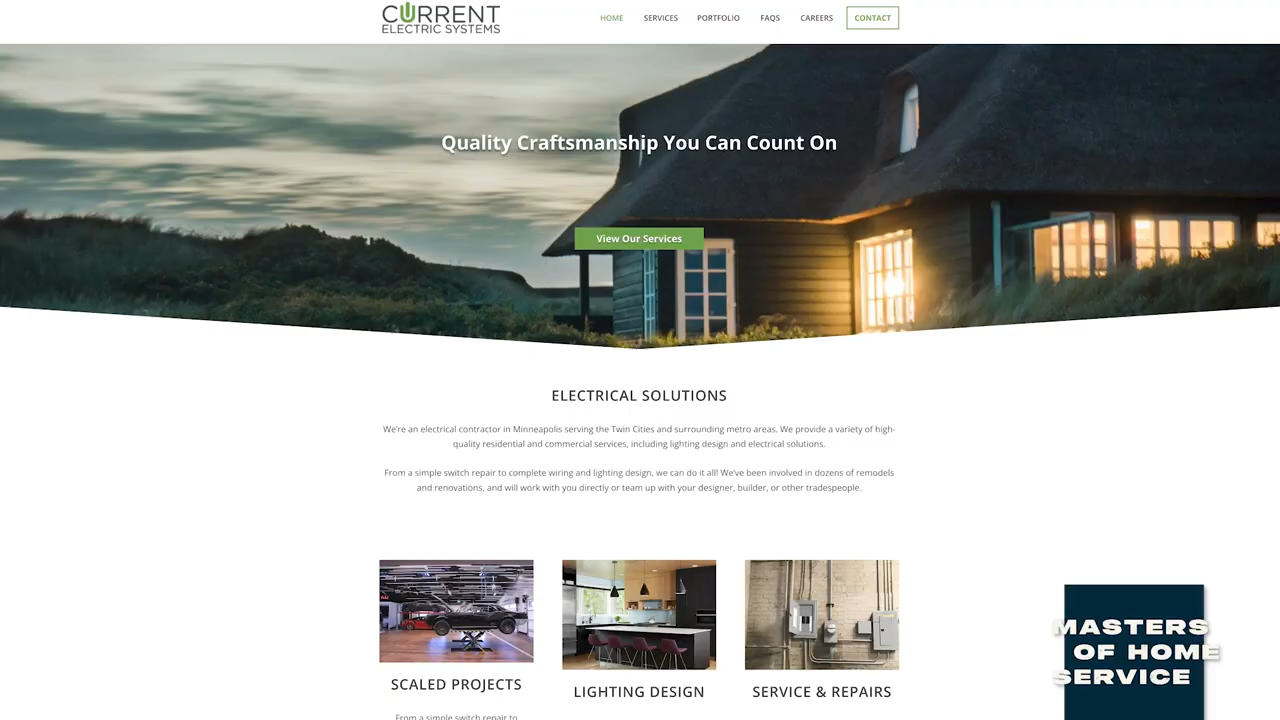 CURRENT
ELECTRIC SYSTEMS
HOME SERVICES PORTFOLIO FAQS CAREERS CONTACT
Quality Craftsmanship You Can Count On
View Our Services
ELECTRICAL SOLUTIONS
We're an electrical contractor in Minneapolis serving the Twin Cities and surrounding metro areas. We provide a variety of high-
quality residential and commercial services, including lighting design and electrical solutions.
From a simple switch repair to complete wiring and lighting design, we can do it all! We've been involved in dozens of remodels
and renovations, and will work with you directly or team up with your designer, builder, or other tradespeople.
SCALED PROJECTS
LIGHTING DESIGN
SERVICE & REPAIRS
From a simple switch repair to
MASTERS
OF HOME
SERVICE